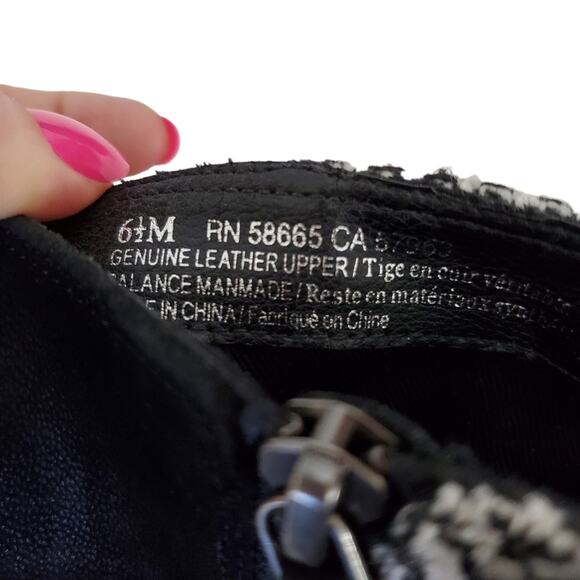 6½M RN 58665 CA
GENUINE LEATHER UPPER/Tige en cuir
BALANCE MANMADE/Reste en matériaux
IN CHINA/Fabriqué en Chine